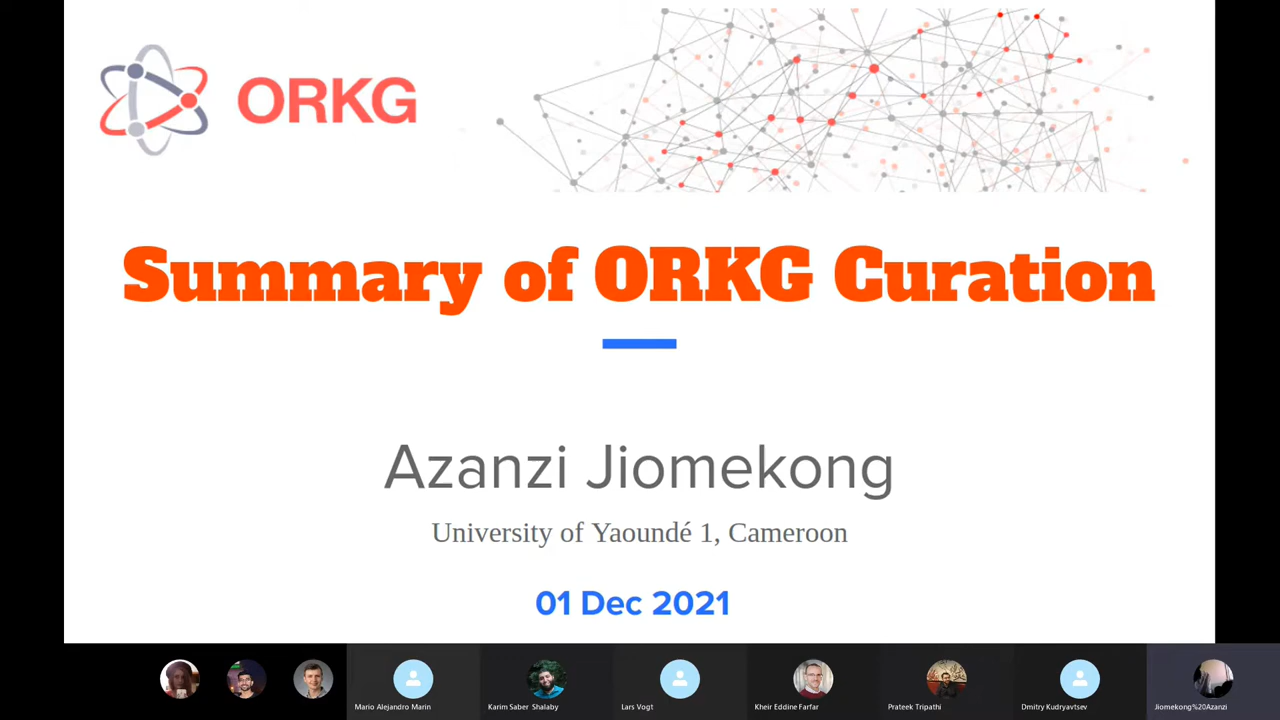 ORKG
Summary of ORKG Curation
Azanzi Jiomekong
University of Yaoundé 1, Cameroon
01 Dec 2021
Mario Alejandro Marin
Karim Saber Shalaby
Lars Vogt
Kheir Eddine Farfar
Prateek Tripathi
Dmitry Kudryavtsev
Jiomekong%20Azanzi